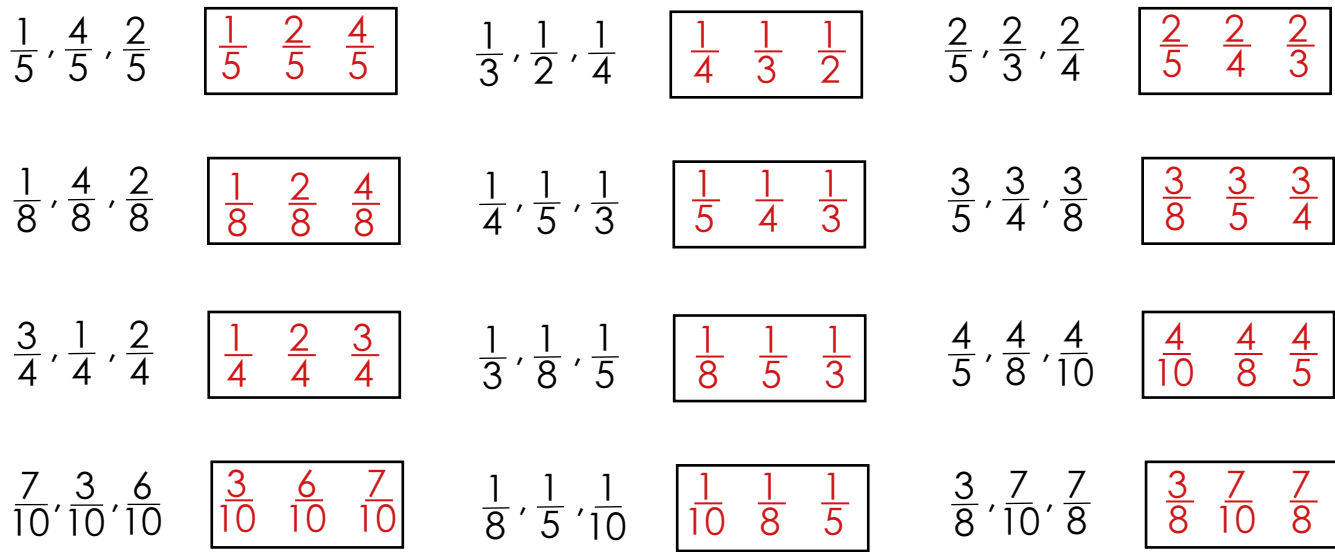 1/5, 4/5, 2/5 1/5 2/5 4/5 1/3, 1/2, 1/4 1/4 1/3 1/2 2/5, 2/3, 2/4 2/5 2/4 2/3
1/8, 4/8, 2/8 1/8 2/8 4/8 1/4, 1/5, 1/3 1/5 1/4 1/3 3/5, 3/4, 3/8 3/8 3/5 3/4
3/4, 1/4, 2/4 1/4 2/4 3/4 1/3, 1/8, 1/5 1/8 1/5 1/3 4/5, 4/8, 4/10 4/10 4/8 4/5
7/10, 3/10, 6/10 3/10 6/10 7/10 1/8, 1/5, 1/10 1/10 1/8 1/5 3/8, 7/10, 7/8 3/8 7/10 7/8